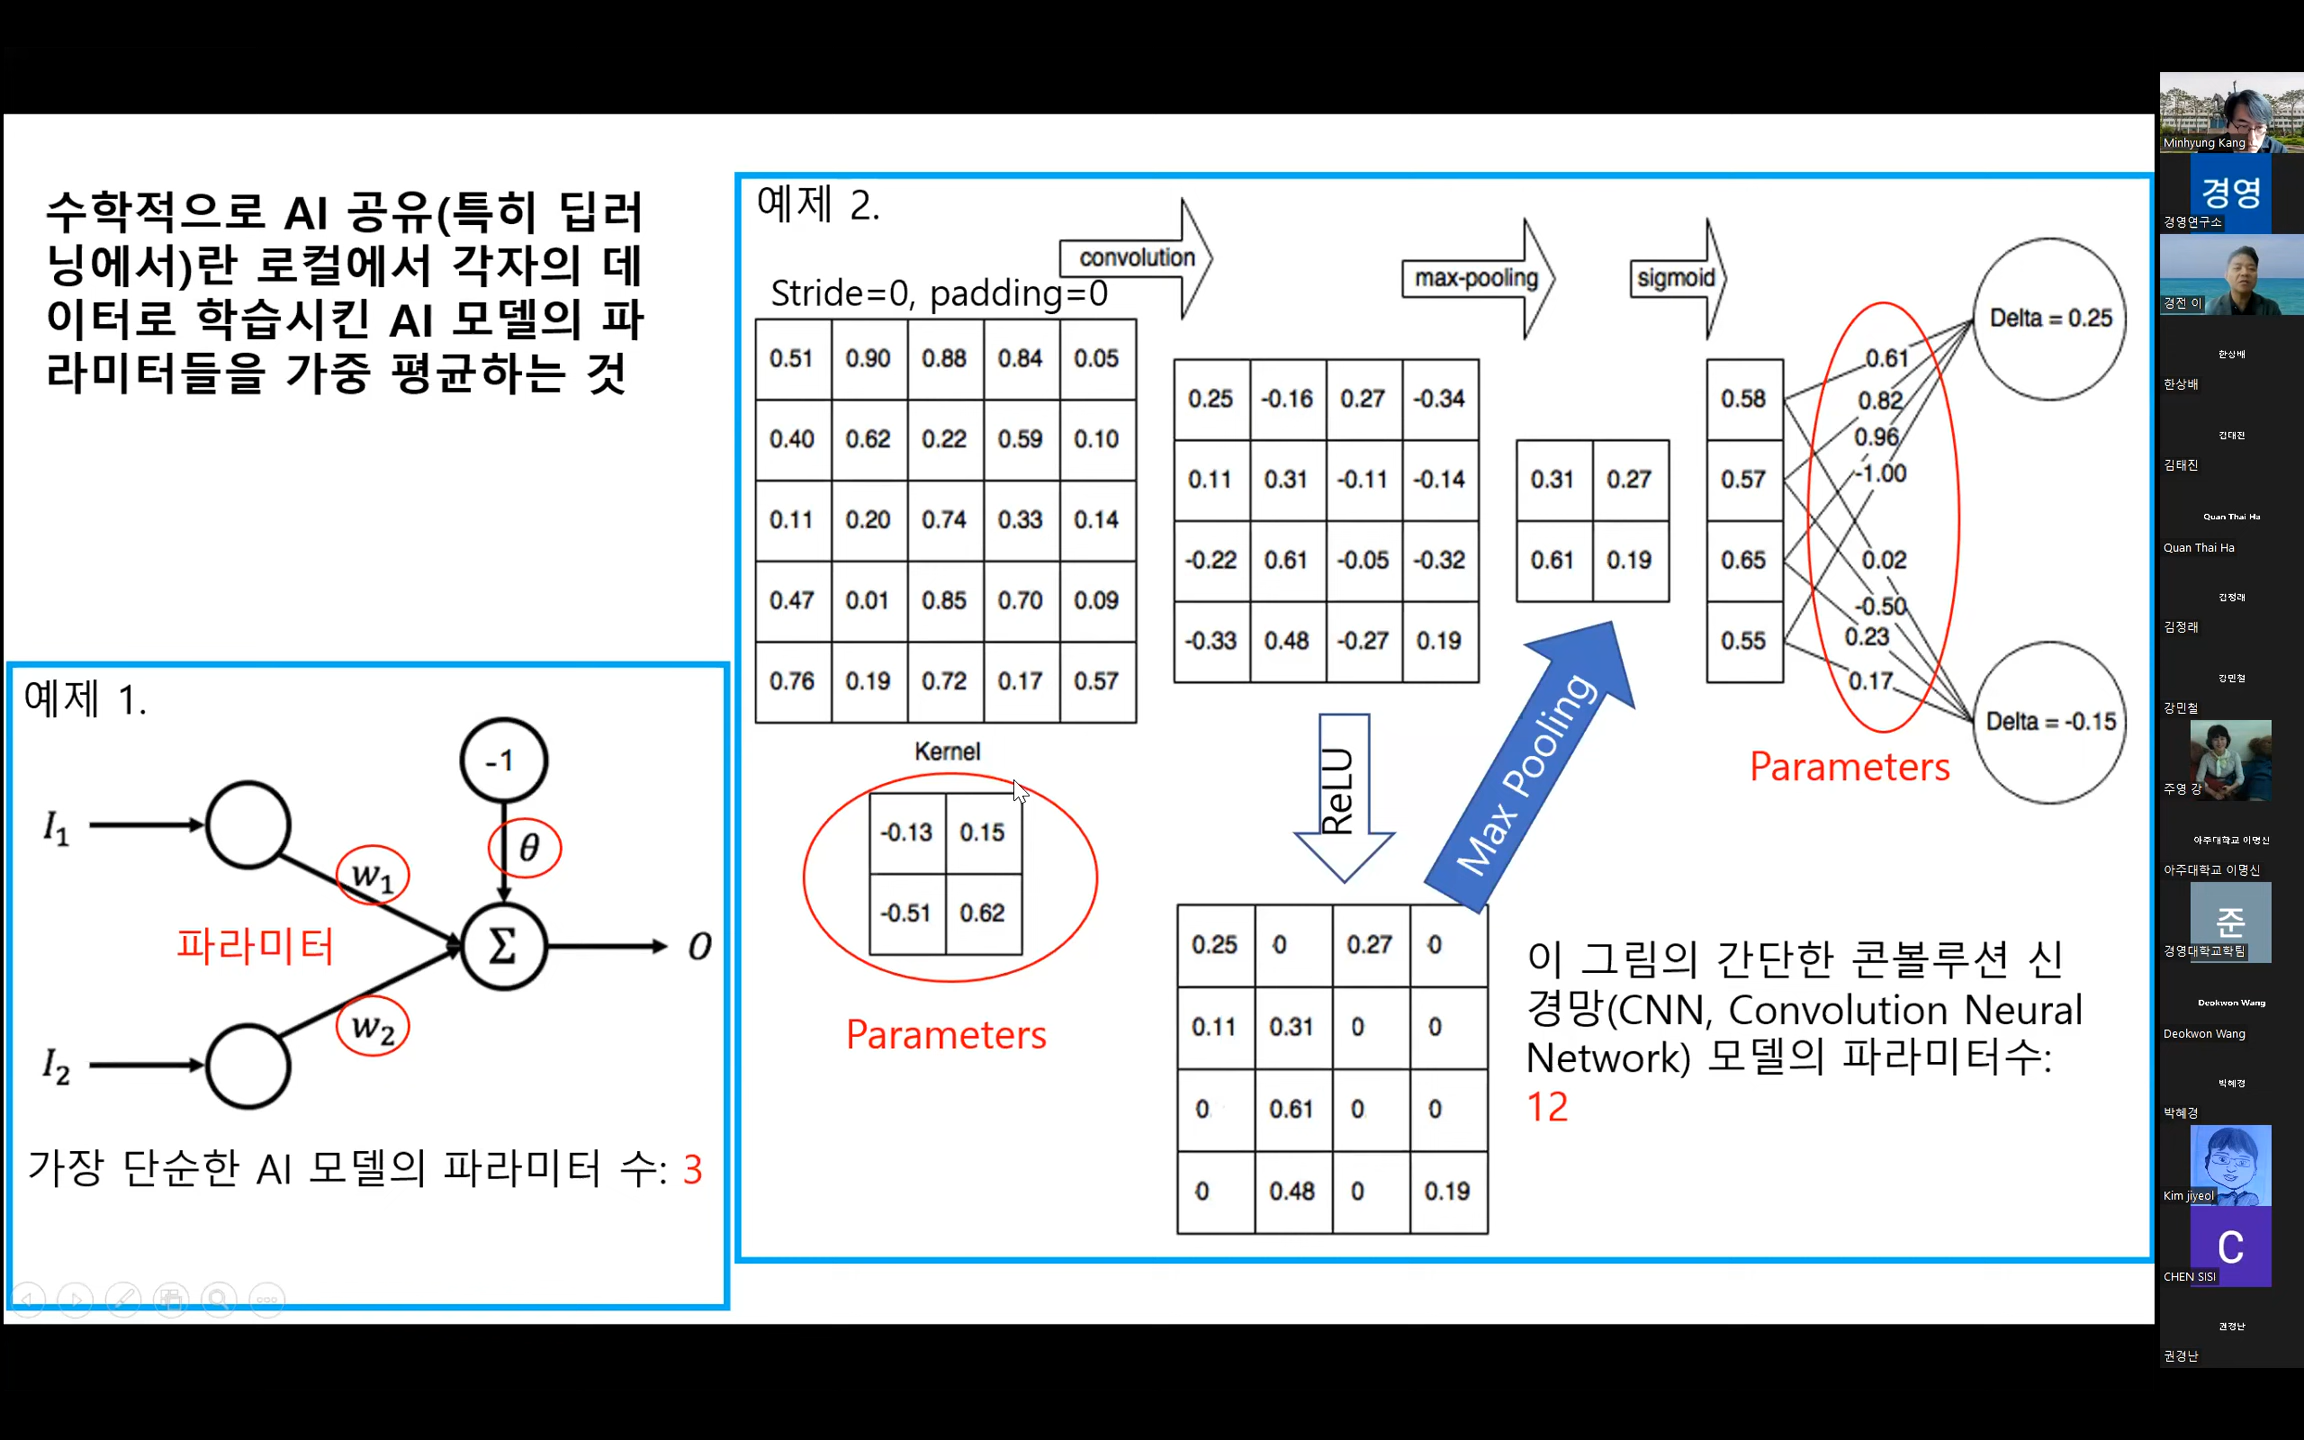 수학적으로 AI 공유(특히 딥러
닝에서)란 로컬에서 각자의 데
이터로 학습시킨 AI 모델의 파
라미터들을 가중 평균하는 것
예제 1.
-1
I1
w1
θ
파라미터
Σ
O
w2
I2
가장 단순한 AI 모델의 파라미터 수: 3
예제 2.
convolution
max-pooling
sigmoid
Stride=0, padding=0
0.51 0.90 0.88 0.84 0.05
0.40 0.62 0.22 0.59 0.10
0.11 0.20 0.74 0.33 0.14
0.47 0.01 0.85 0.70 0.09
0.76 0.19 0.72 0.17 0.57
Kernel
-0.13 0.15
-0.51 0.62
Parameters
0.25 -0.16 0.27 -0.34
0.11 0.31 -0.11 -0.14
-0.22 0.61 -0.05 -0.32
-0.33 0.48 -0.27 0.19
ReLU
Max Pooling
0.25 0 0.27 0
0.11 0.31 0 0
0 0.61 0 0
0 0.48 0 0.19
0.31 0.27
0.61 0.19
0.58
0.57
0.65
0.55
0.61
0.82
0.96
-1.00
0.02
-0.50
0.23
0.17
Delta = 0.25
Delta = -0.15
Parameters
이 그림의 간단한 콘볼루션 신
경망(CNN, Convolution Neural
Network) 모델의 파라미터수:
12
Minhyung Kang
경영
경영연구소
경전 이
한상배
한상배
김태진
김태진
Quan Thai Ha
Quan Thai Ha
김정래
김정래
강민철
강민철
주영 강
아주대학교 이명신
아주대학교 이명신
준
경영대학교학팀
Deokwon Wang
Deokwon Wang
박혜경
박혜경
Kim jiyeol
C
CHEN SISI
권경난
권경난